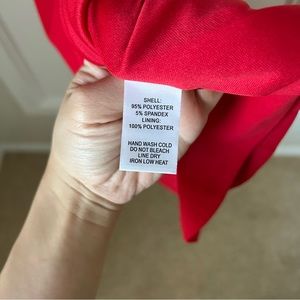 SHELL:
95% POLYESTER
5% SPANDEX
LINING:
100% POLYESTER
HAND WASH COLD
DO NOT BLEACH
LINE DRY
IRON LOW HEAT